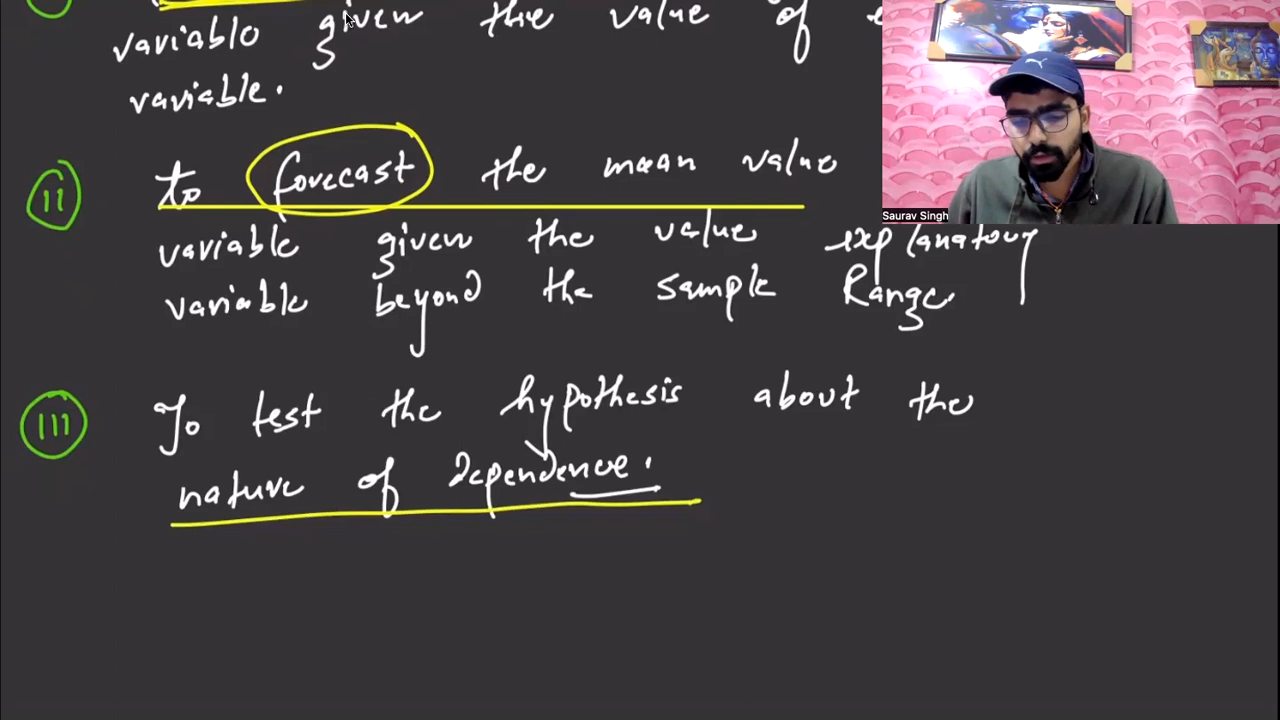 variable given the value of
variable.
II to forecast the mean value
Saurav Singh
variable given the value explanatory
variable beyond the sample Range.
III To test the hypothesis about the
nature of dependence.